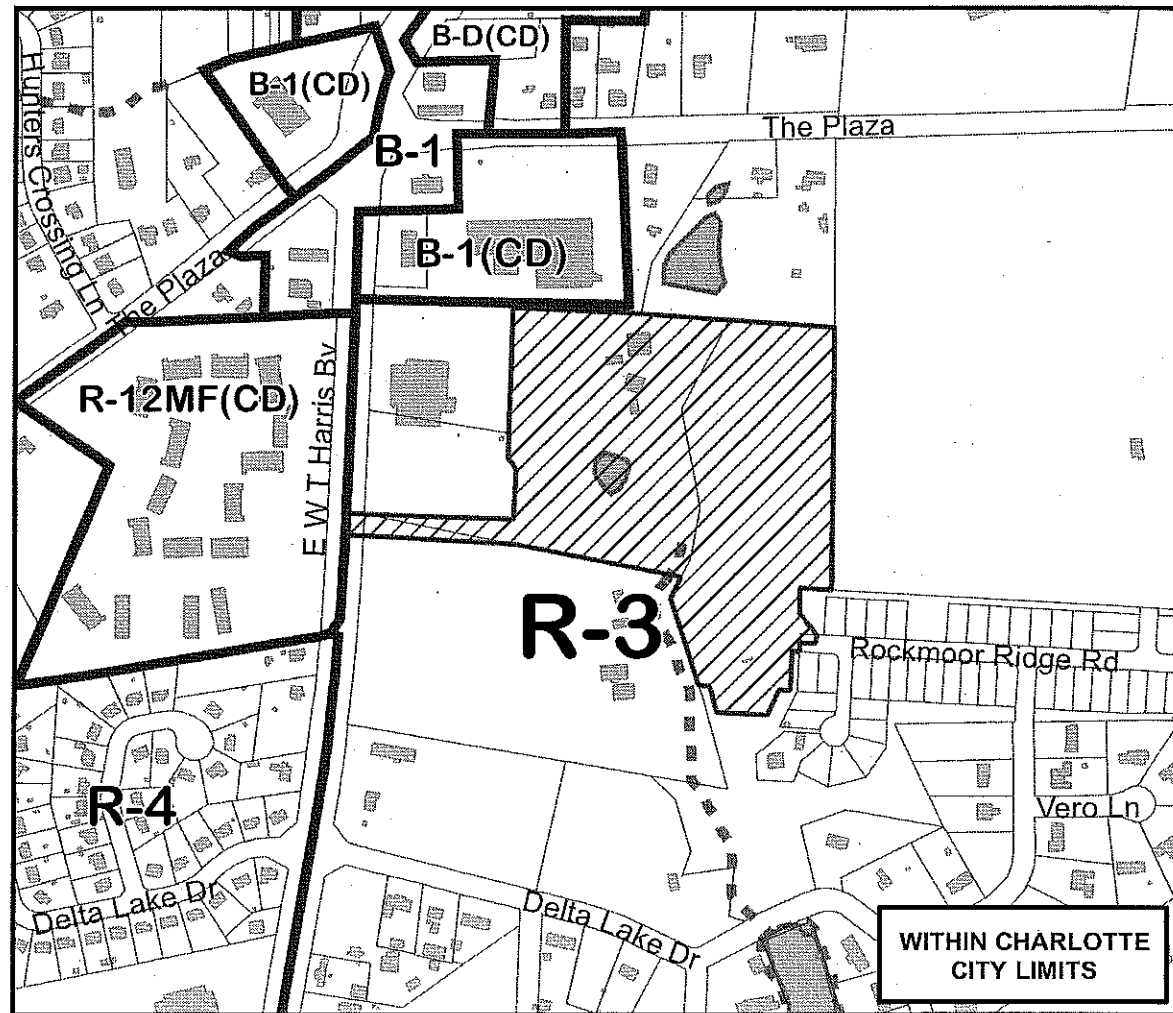 B-D(CD)
B-1(CD)
Hunters Crossing Ln
The Plaza
B-1
B-1(CD)
The Plaza
R-12MF(CD)
E W T Harris Bv
R-3
Rockmoor Ridge Rd
R-4
Vero Ln
Delta Lake Dr
Delta Lake Dr
WITHIN CHARLOTTE
CITY LIMITS